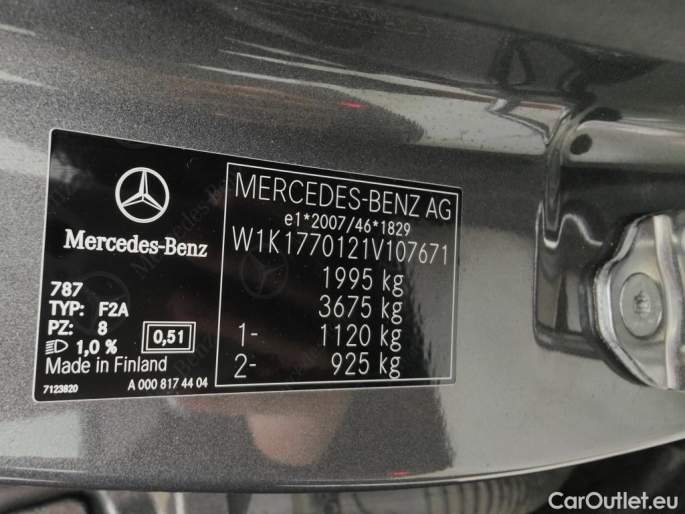 Mercedes-Benz
787
TYP: F2A
PZ: 8
1,0 %
0,51
Made in Finland
7123820
A 000 817 44 04
MERCEDES-BENZ AG
e1*2007/46*1829
W1K1770121V107671
1995 kg
3675 kg
1- 1120 kg
2- 925 kg
CarOutlet.eu